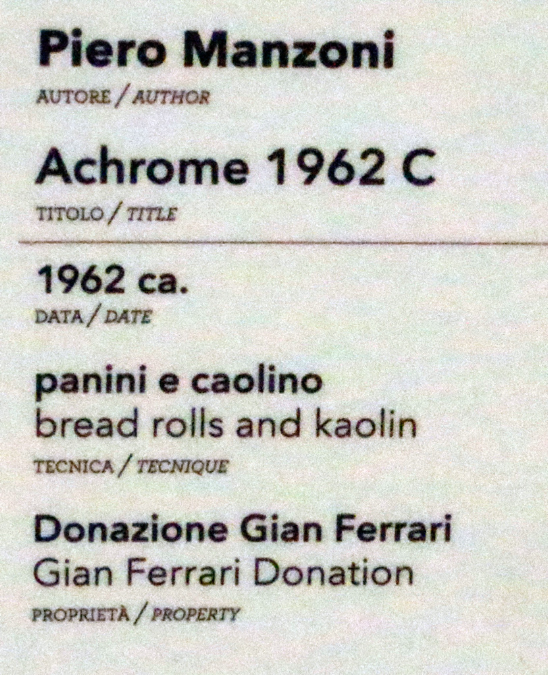 Piero Manzoni
AUTORE / AUTHOR
Achrome 1962 C
TITOLO / TITLE
1962 ca.
DATA / DATE
panini e caolino
bread rolls and kaolin
TECNICA / TECNIQUE
Donazione Gian Ferrari
Gian Ferrari Donation
PROPRIETÀ / PROPERTY